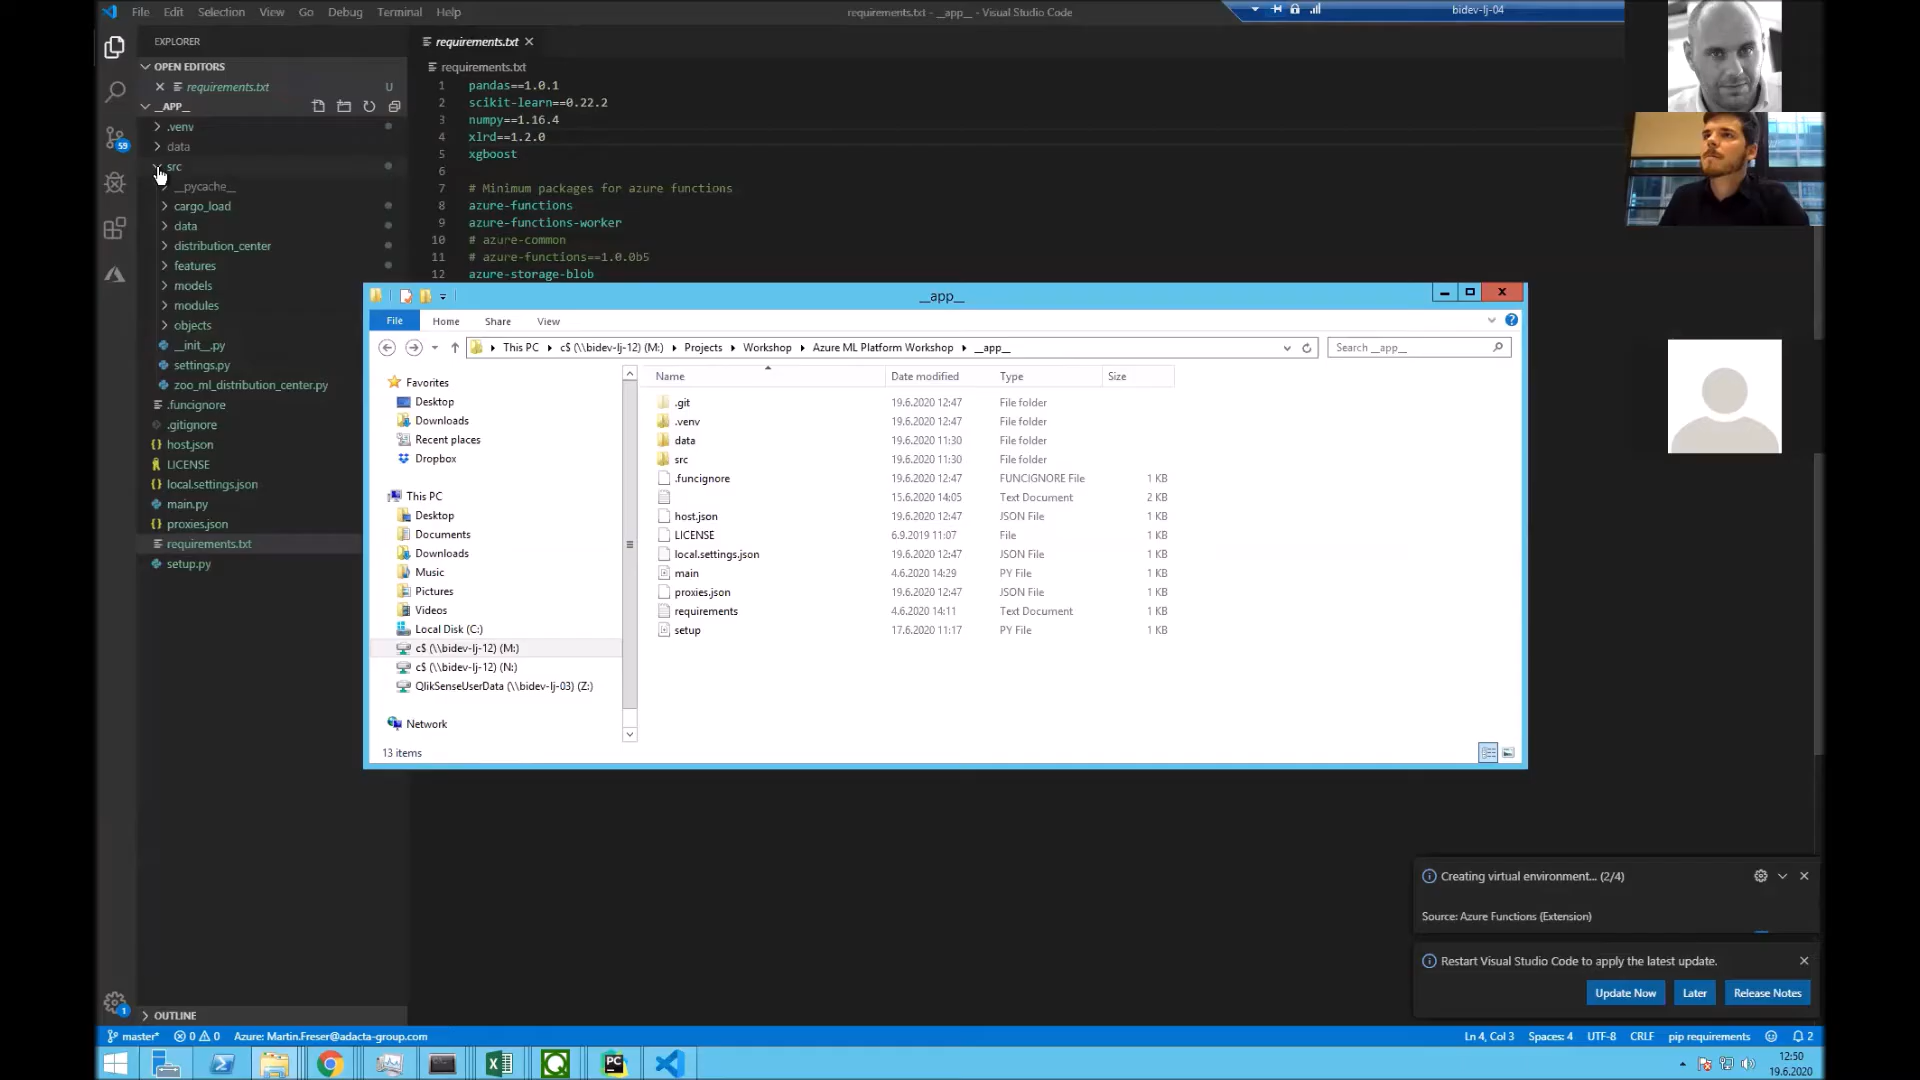 File Edit Selection View Go Debug Terminal Help
requirements.txt - __app__ - Visual Studio Code
bidev-lj-04
EXPLORER
OPEN EDITORS
requirements.txt U
__APP__
.venv
data
src
__pycache__
cargo_load
data
distribution_center
features
models
modules
objects
__init__.py
settings.py
zoo_ml_distribution_center.py
.funcignore
.gitignore
host.json
LICENSE
local.settings.json
main.py
proxies.json
requirements.txt
setup.py
OUTLINE
59
1
requirements.txt
requirements.txt
1 pandas==1.0.1
2 scikit-learn==0.22.2
3 numpy==1.16.4
4 xlrd==1.2.0
5 xgboost
6
7 # Minimum packages for azure functions
8 azure-functions
9 azure-functions-worker
10 # azure-common
11 # azure-functions==1.0.0b5
12 azure-storage-blob
__app__
File Home Share View
This PC c$ (\\bidev-lj-12) (M:) Projects Workshop Azure ML Platform Workshop __app__
Search __app__
Favorites
Desktop
Downloads
Recent places
Dropbox
This PC
Desktop
Documents
Downloads
Music
Pictures
Videos
Local Disk (C:)
c$ (\\bidev-lj-12) (M:)
c$ (\\bidev-lj-12) (N:)
QlikSenseUserData (\\bidev-lj-03) (Z:)
Network
Name Date modified Type Size
.git 19.6.2020 12:47 File folder
.venv 19.6.2020 12:47 File folder
data 19.6.2020 11:30 File folder
src 19.6.2020 11:30 File folder
.funcignore 19.6.2020 12:47 FUNCIGNORE File 1 KB
15.6.2020 14:05 Text Document 2 KB
host.json 19.6.2020 12:47 JSON File 1 KB
LICENSE 6.9.2019 11:07 File 1 KB
local.settings.json 19.6.2020 12:47 JSON File 1 KB
main 4.6.2020 14:29 PY File 1 KB
proxies.json 19.6.2020 12:47 JSON File 1 KB
requirements 4.6.2020 14:11 Text Document 1 KB
setup 17.6.2020 11:17 PY File 1 KB
13 items
Creating virtual environment... (2/4)
Source: Azure Functions (Extension)
Restart Visual Studio Code to apply the latest update.
Update Now Later Release Notes
master* 0 0 Azure: Martin.Freser@adacta-group.com
Ln 4, Col 3 Spaces: 4 UTF-8 CRLF pip requirements 2
PC
12:50
19.6.2020